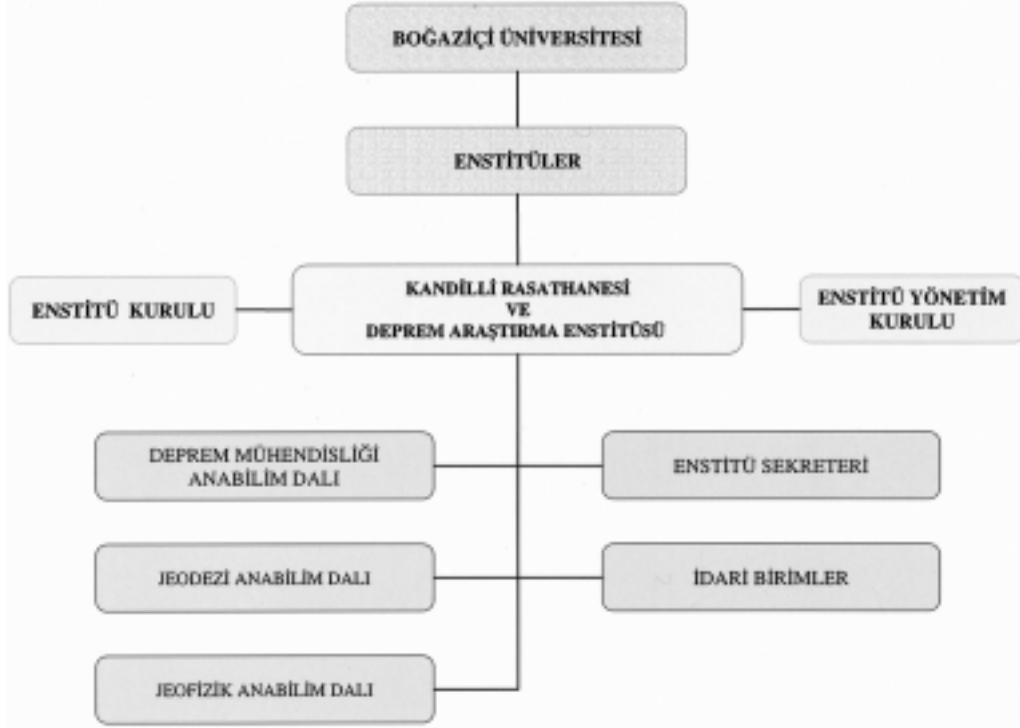 BOĞAZİÇİ ÜNİVERSİTESİ
ENSTİTÜLER
ENSTİTÜ KURULU
KANDİLLİ RASATHANESİ
VE
DEPREM ARAŞTIRMA ENSTİTÜSÜ
ENSTİTÜ YÖNETİM
KURULU
DEPREM MÜHENDİSLİĞİ
ANABİLİM DALI
ENSTİTÜ SEKRETERİ
JEODEZİ ANABİLİM DALI
İDARİ BİRİMLER
JEOFİZİK ANABİLİM DALI